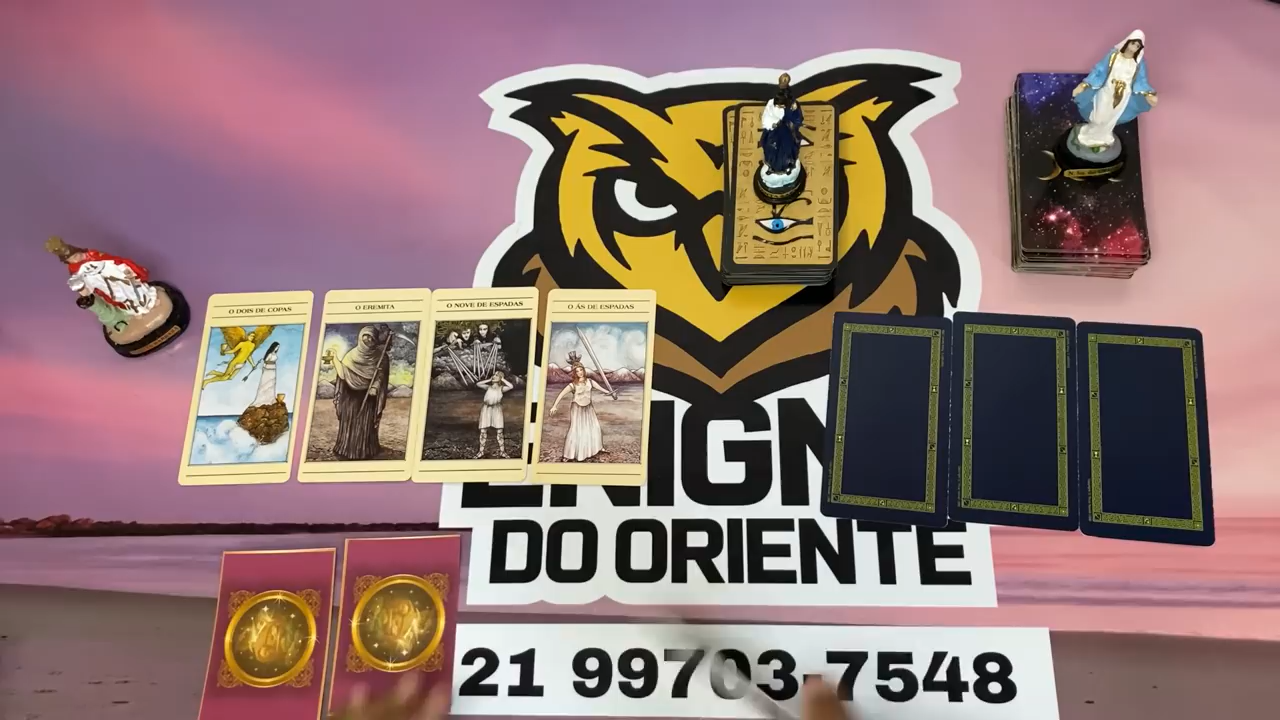 O DOIS DE COPAS
O EREMITA
O NOVE DE ESPADAS
O ÁS DE ESPADAS
DO ORIENTE
21 99703-7548